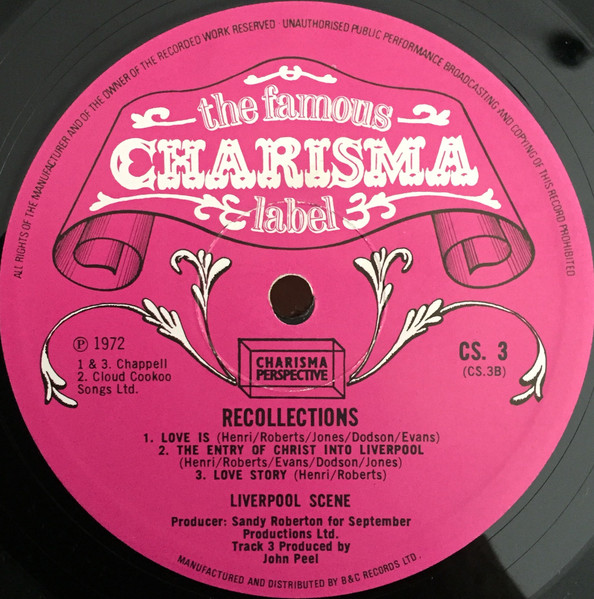 ALL RIGHTS OF THE MANUFACTURER AND OF THE OWNER OF THE RECORDED WORK RESERVED · UNAUTHORISED PUBLIC PERFORMANCE BROADCASTING AND COPYING OF THIS RECORD PROHIBITED
the famous
CHARISMA
label
Ⓟ 1972
1 & 3. Chappell
2. Cloud Cookoo
Songs Ltd.
CHARISMA
PERSPECTIVE
CS. 3
(CS.3B)
RECOLLECTIONS
1. LOVE IS (Henri/Roberts/Jones/Dodson/Evans)
2. THE ENTRY OF CHRIST INTO LIVERPOOL
(Henri/Roberts/Evans/Dodson/Jones)
3. LOVE STORY (Henri/Roberts)
LIVERPOOL SCENE
Producer: Sandy Roberton for September
Productions Ltd.
Track 3 Produced by
John Peel
MANUFACTURED AND DISTRIBUTED BY B&C RECORDS LTD.